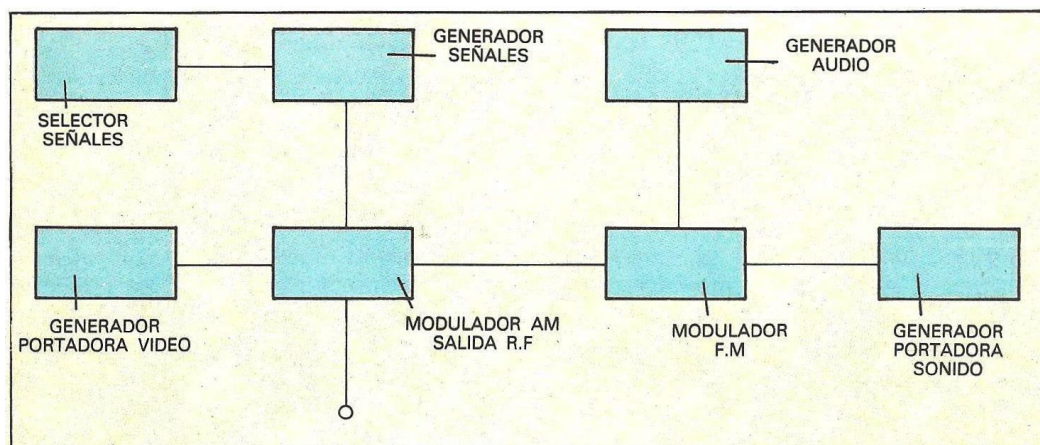 GENERADOR
SEÑALES
GENERADOR
AUDIO
SELECTOR
SEÑALES
GENERADOR
PORTADORA VIDEO
MODULADOR AM
SALIDA R.F
MODULADOR
F.M
GENERADOR
PORTADORA
SONIDO